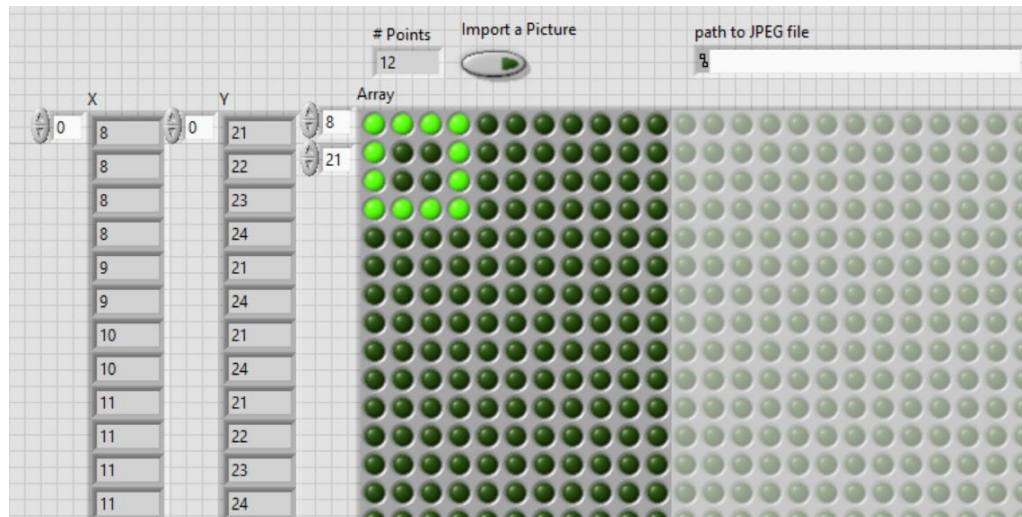 # Points Import a Picture path to JPEG file
12
X Y Array
0 8 0 21 8
8 22 21
8 23
8 24
9 21
9 24
10 21
10 24
11 21
11 22
11 23
11 24